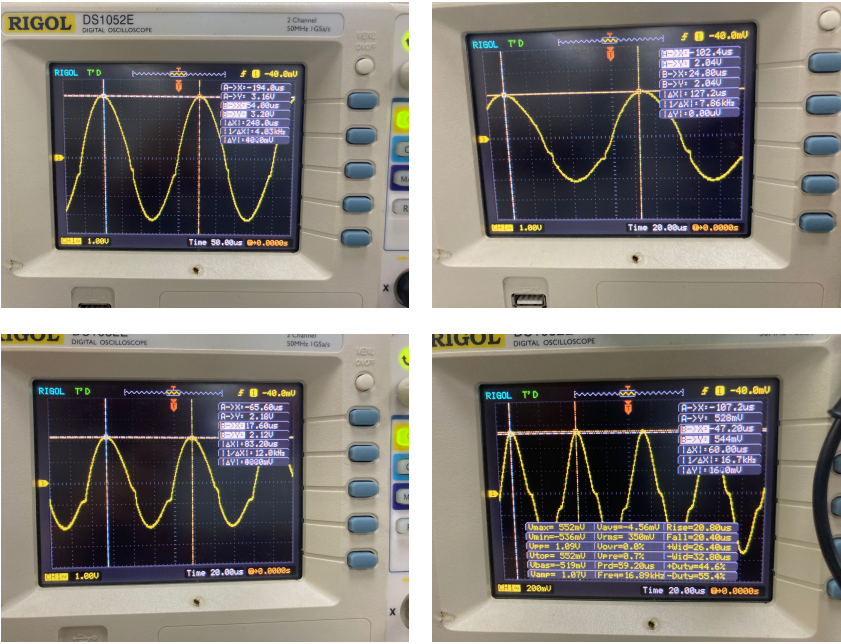 RIGOL DS1052E 2 Channel
DIGITAL OSCILLOSCOPE 50MHz 1GSa/s
MENU
ON/OFF
RIGOL T'D -40.0mV
A->X:-194.0us
A->Y: 3.16V
B->X:54.00us
B->Y: 3.20V
|ΔX|:248.0us
|1/ΔX|:4.03kHz
|ΔY|:40.0mV
CH1 1.00V Time 50.00us 0.0000s
X
RIGOL T'D -40.0mV
A->X:-102.4us
A->Y: 2.04V
B->X:24.80us
B->Y: 2.04V
|ΔX|:127.2us
|1/ΔX|:7.86kHz
|ΔY|:0.00uV
CH1 1.00V Time 20.00us 0.0000s
RIGOL DS1052E 2 Channel
DIGITAL OSCILLOSCOPE 50MHz 1GSa/s
MENU
ON/OFF
RIGOL T'D -40.0mV
A->X:-65.60us
B->X:17.60us
B->Y: 2.12V
|ΔX|:83.20us
|1/ΔX|:12.0kHz
CH1 1.00V Time 20.00us 0.0000s
X
RIGOL
DIGITAL OSCILLOSCOPE
RIGOL T'D -40.0mV
A->X:-107.2us
A->Y: 528mV
B->X:-47.20us
B->Y: 544mV
|ΔX|:60.00us
|1/ΔX|:16.7kHz
|ΔY|:16.0mV
Vmax= 552mV Vavg=-4.56mV Rise=20.80us
Vmin=-536mV Vrms= 350mV Fall=20.40us
Vpp= 1.09V Vovr=0.0% +Wid=26.40us
Vtop= 552mV Vpre=0.7% -Wid=32.80us
Vbas=-519mV Prd=59.20us +Duty=44.6%
Vamp= 1.07V Freq=16.89kHz -Duty=55.4%
CH1 200mV Time 20.00us 0.0000s